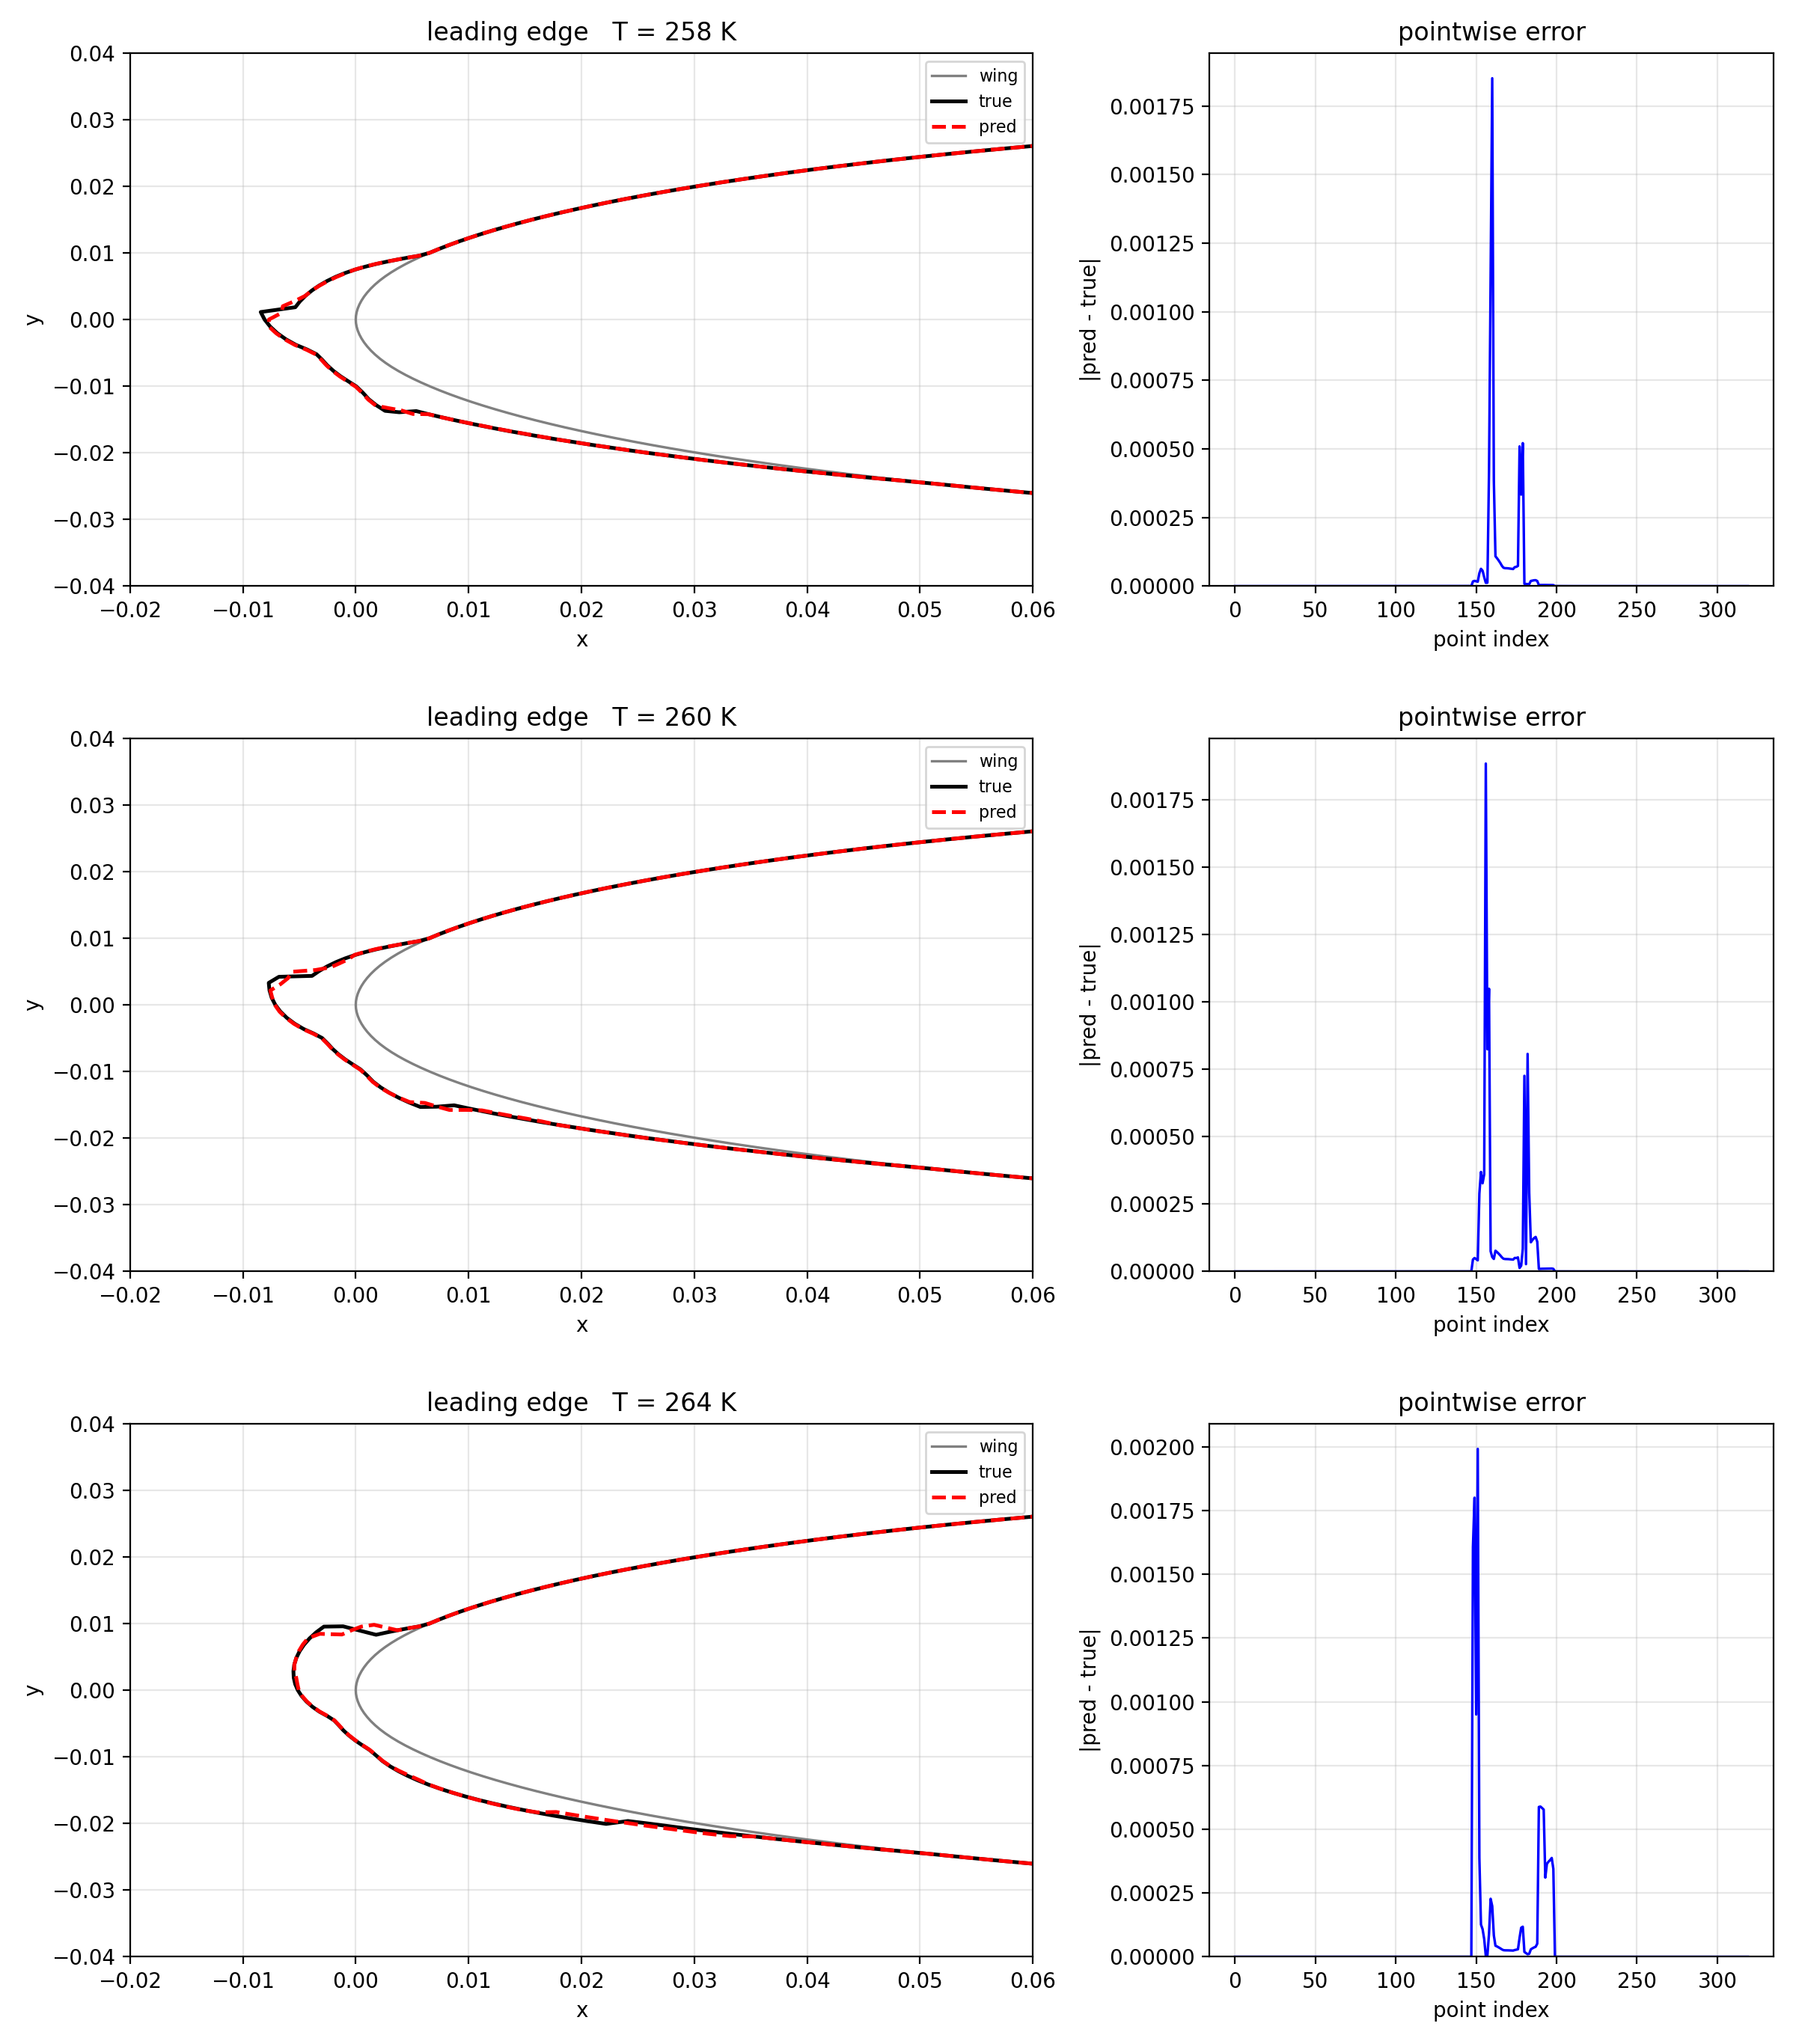 leading edge   T = 258 K
0.04
0.03
0.02
0.01
0.00
−0.01
−0.02
−0.03
−0.04
y
wing
true
pred
−0.02 −0.01 0.00 0.01 0.02 0.03 0.04 0.05 0.06
x
pointwise error
0.00175
0.00150
0.00125
0.00100
0.00075
0.00050
0.00025
0.00000
|pred - true|
0 50 100 150 200 250 300
point index
leading edge   T = 260 K
0.04
0.03
0.02
0.01
0.00
−0.01
−0.02
−0.03
−0.04
y
wing
true
pred
−0.02 −0.01 0.00 0.01 0.02 0.03 0.04 0.05 0.06
x
pointwise error
0.00175
0.00150
0.00125
0.00100
0.00075
0.00050
0.00025
0.00000
|pred - true|
0 50 100 150 200 250 300
point index
leading edge   T = 264 K
0.04
0.03
0.02
0.01
0.00
−0.01
−0.02
−0.03
−0.04
y
wing
true
pred
−0.02 −0.01 0.00 0.01 0.02 0.03 0.04 0.05 0.06
x
pointwise error
0.00200
0.00175
0.00150
0.00125
0.00100
0.00075
0.00050
0.00025
0.00000
|pred - true|
0 50 100 150 200 250 300
point index